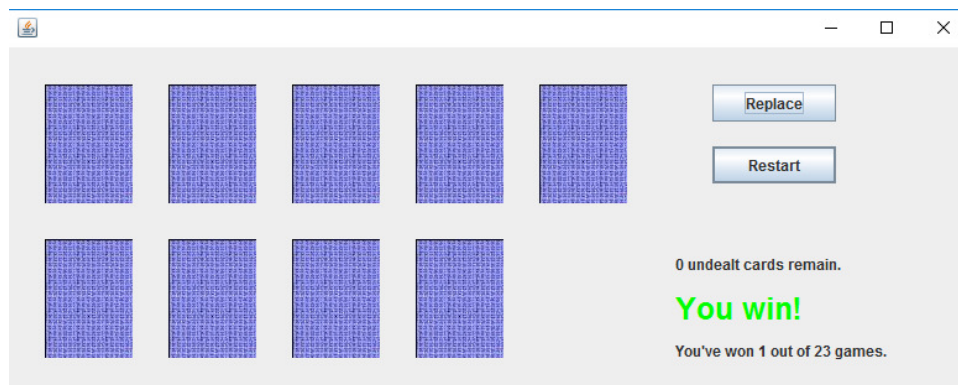 Replace
Restart
0 undealt cards remain.
You win!
You've won 1 out of 23 games.